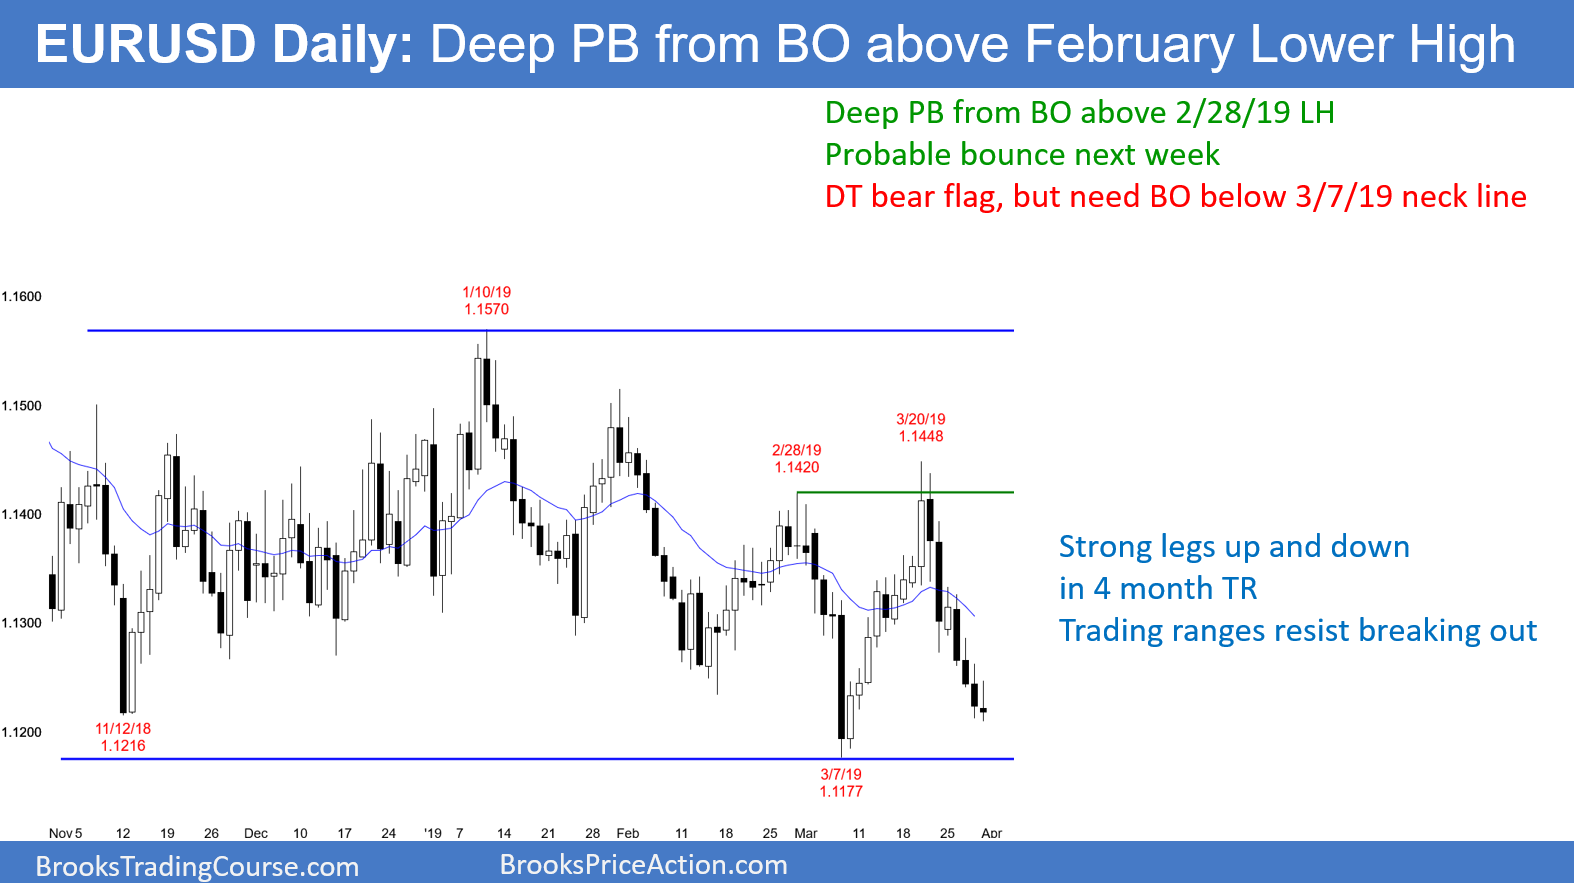 EURUSD Daily: Deep PB from BO above February Lower High
Deep PB from BO above 2/28/19 LH
Probable bounce next week
DT bear flag, but need BO below 3/7/19 neck line
1.1600
1/10/19
1.1570
1.1500
3/20/19
1.1448
2/28/19
1.1420
1.1400
Strong legs up and down
in 4 month TR
Trading ranges resist breaking out
1.1300
11/12/18
1.1216
1.1200
3/7/19
1.1177
Nov 5 12 19 26 Dec 10 17 24 '19 7 14 21 28 Feb 11 18 25 Mar 11 18 25 Apr
BrooksTradingCourse.com
BrooksPriceAction.com